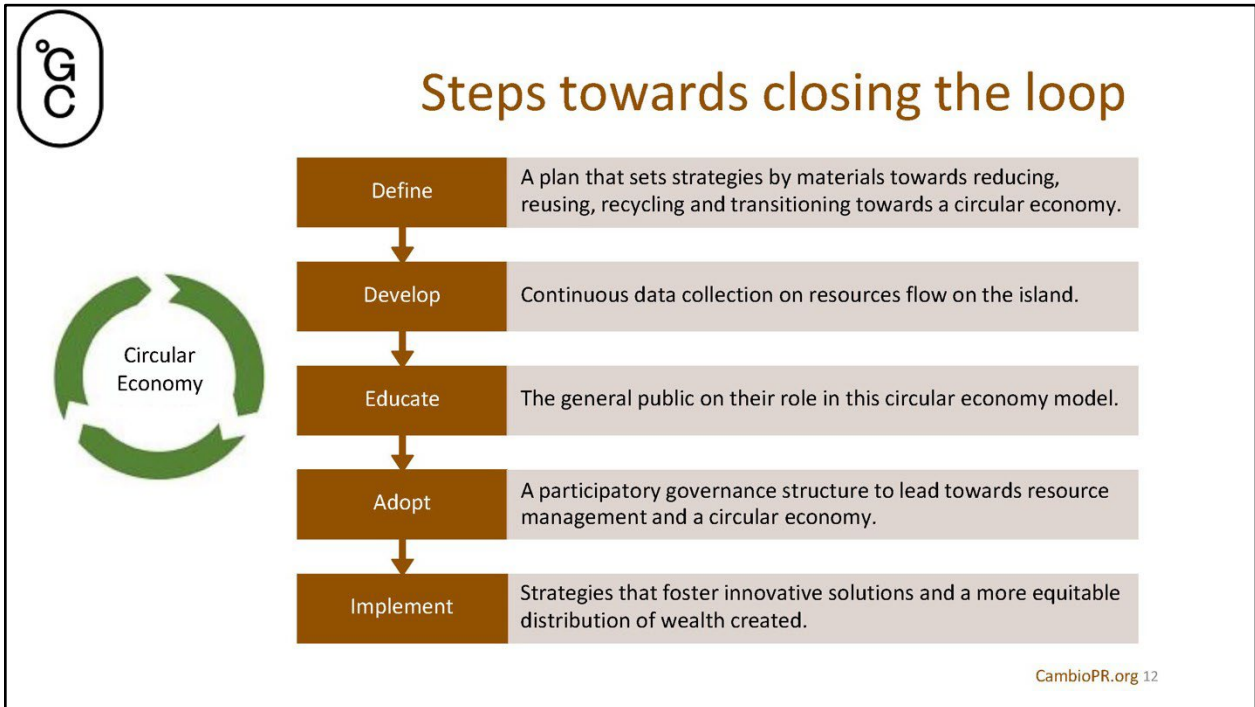 °G
C
Steps towards closing the loop
Circular
Economy
Define
A plan that sets strategies by materials towards reducing,
reusing, recycling and transitioning towards a circular economy.
Develop
Continuous data collection on resources flow on the island.
Educate
The general public on their role in this circular economy model.
Adopt
A participatory governance structure to lead towards resource
management and a circular economy.
Implement
Strategies that foster innovative solutions and a more equitable
distribution of wealth created.
CambioPR.org 12